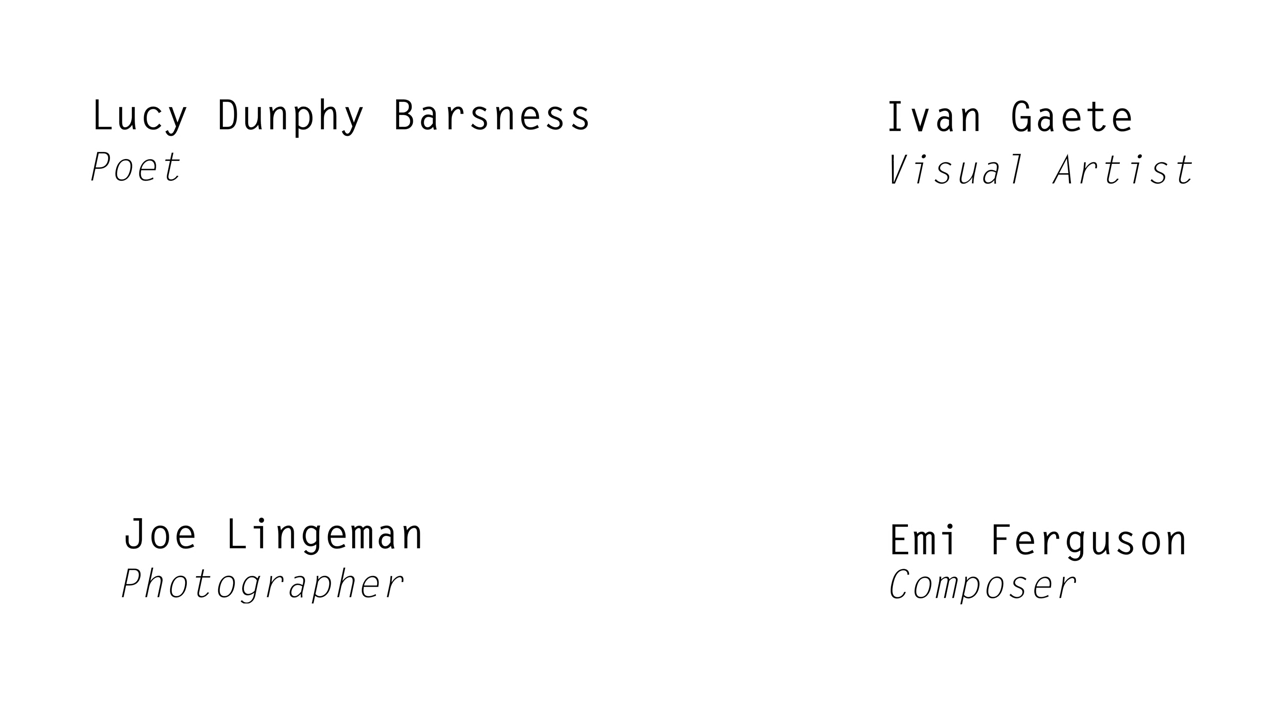 Lucy Dunphy Barsness
Poet
Ivan Gaete
Visual Artist
Joe Lingeman
Photographer
Emi Ferguson
Composer